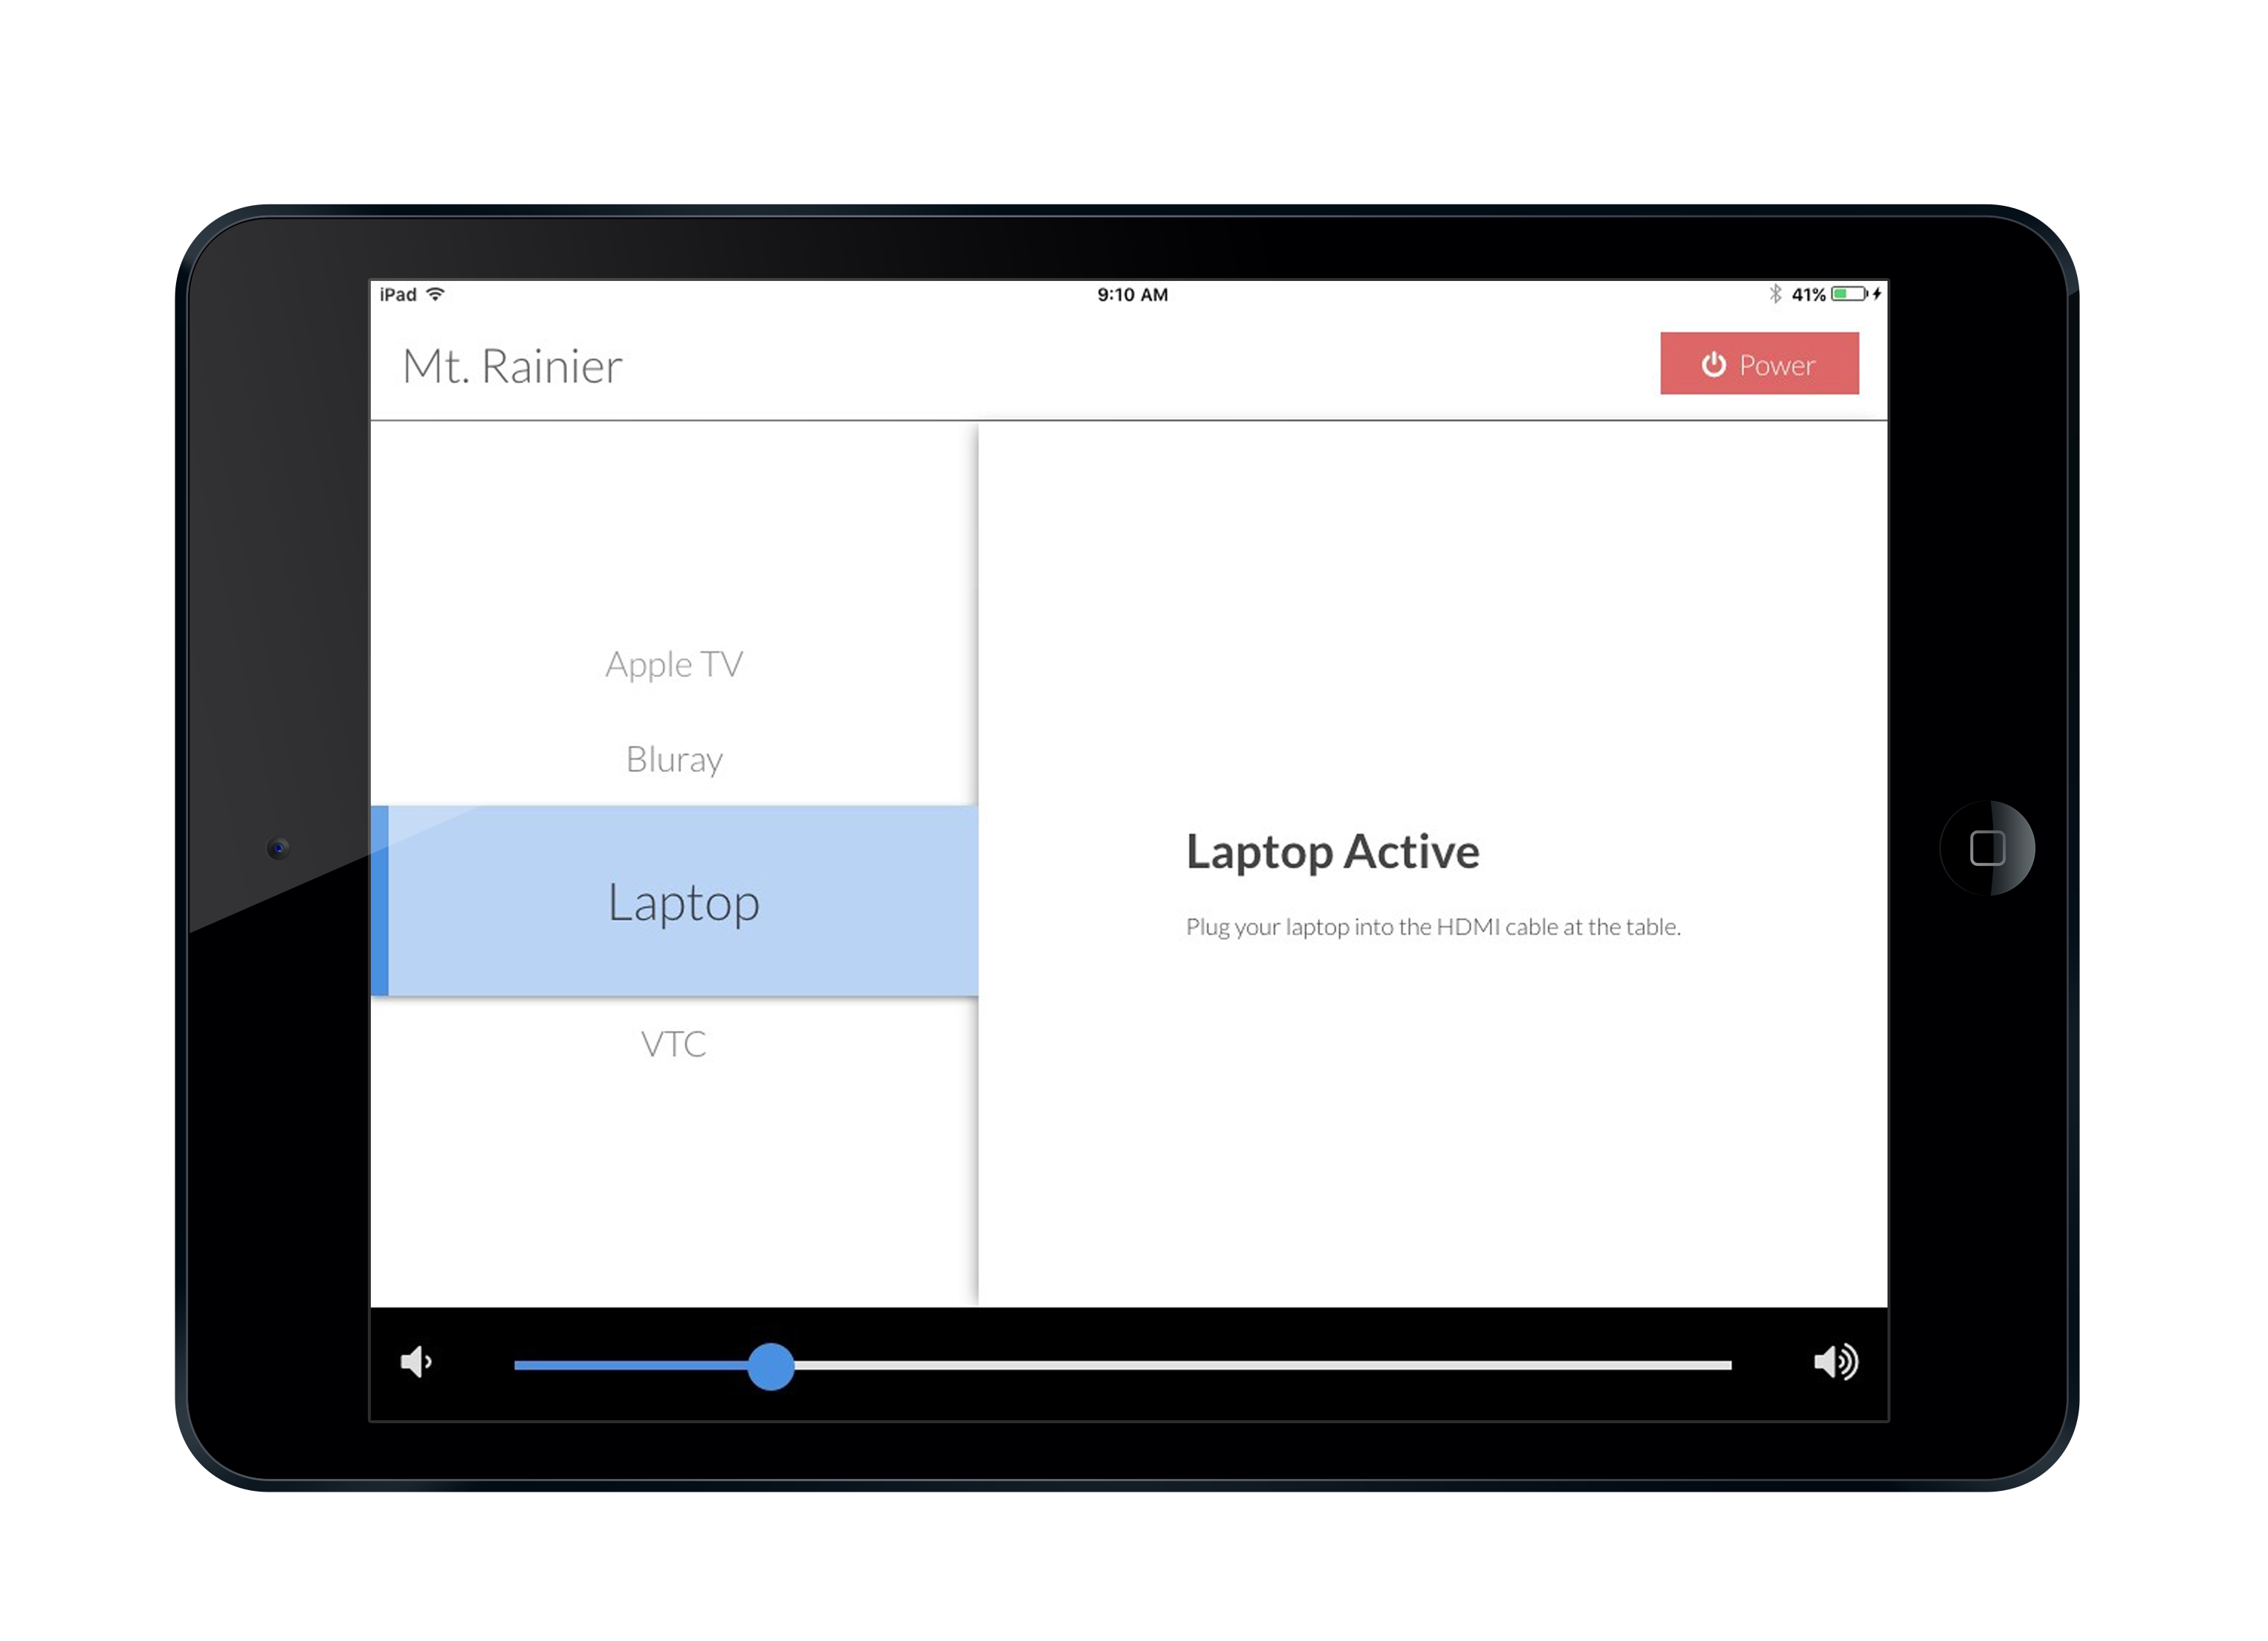 iPad
9:10 AM
41%
Mt. Rainier
Power
Apple TV
Bluray
Laptop
VTC
Laptop Active
Plug your laptop into the HDMI cable at the table.